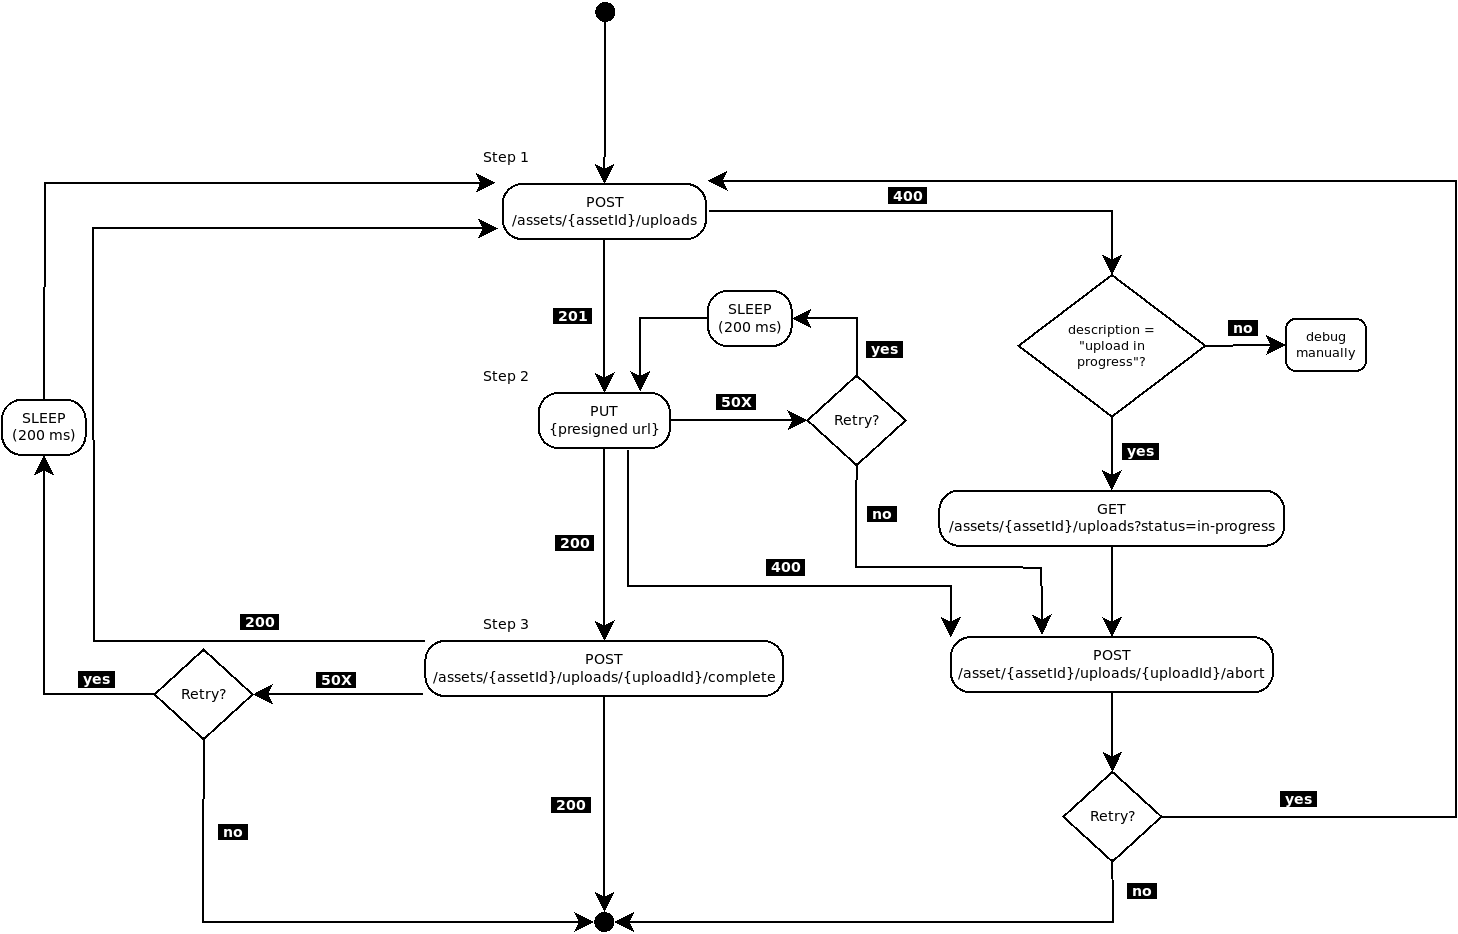 Step 1
POST
/assets/{assetId}/uploads
400
201
SLEEP
(200 ms)
yes
description =
"upload in
progress"?
no
debug
manually
Step 2
PUT
{presigned url}
50X
Retry?
SLEEP
(200 ms)
yes
no
GET
/assets/{assetId}/uploads?status=in-progress
200
400
Step 3
200
POST
/assets/{assetId}/uploads/{uploadId}/complete
POST
/asset/{assetId}/uploads/{uploadId}/abort
yes
Retry?
50X
200
no
Retry?
yes
no